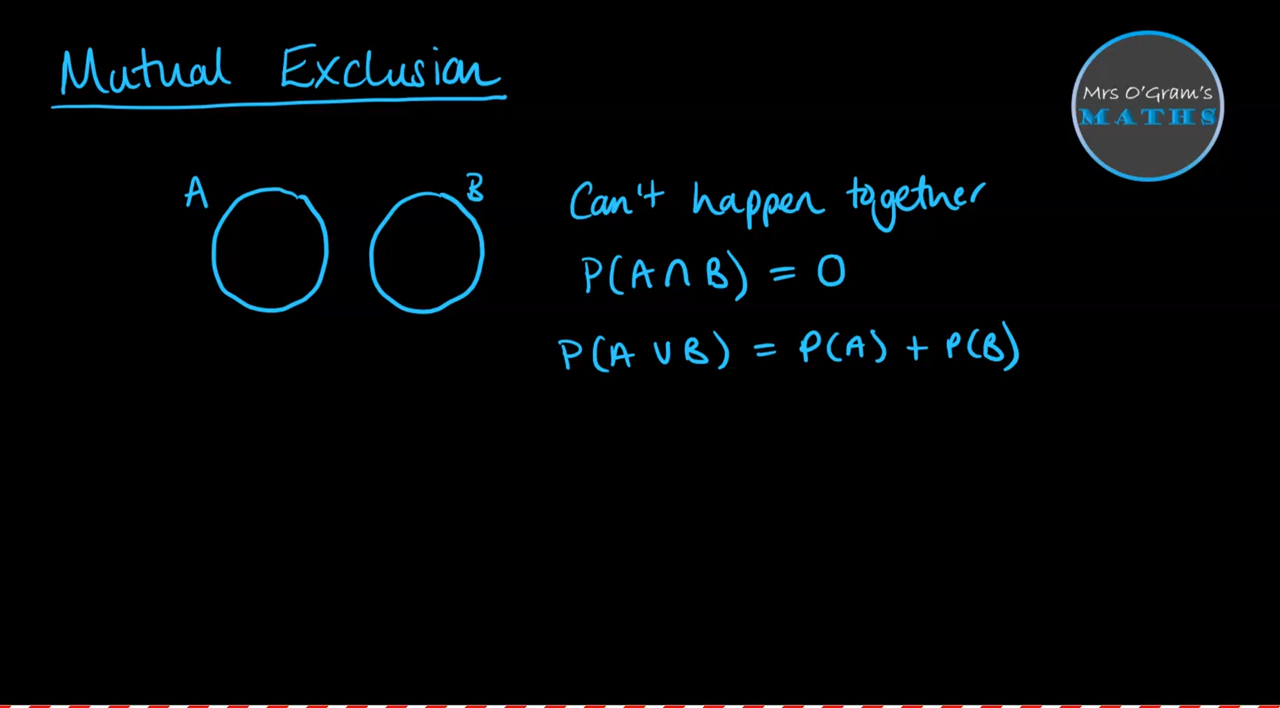 Mutual Exclusion
Mrs O'Gram's
MATHS
A
B
Can't happen together
P(A ∩ B) = 0
P(A ∪ B) = P(A) + P(B)